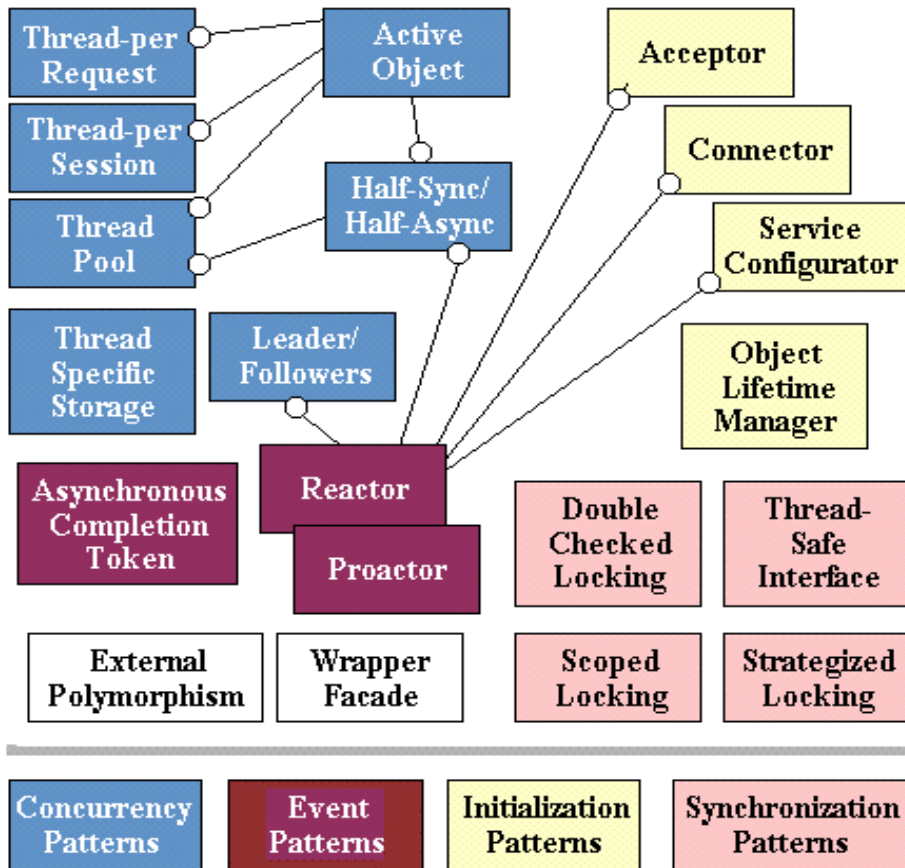 Thread-per
Request
Active
Object
Acceptor
Thread-per
Session
Connector
Half-Sync/
Half-Async
Thread
Pool
Service
Configurator
Thread
Specific
Storage
Leader/
Followers
Object
Lifetime
Manager
Asynchronous
Completion
Token
Reactor
Proactor
Double
Checked
Locking
Thread-
Safe
Interface
External
Polymorphism
Wrapper
Facade
Scoped
Locking
Strategized
Locking
Concurrency
Patterns
Event
Patterns
Initialization
Patterns
Synchronization
Patterns